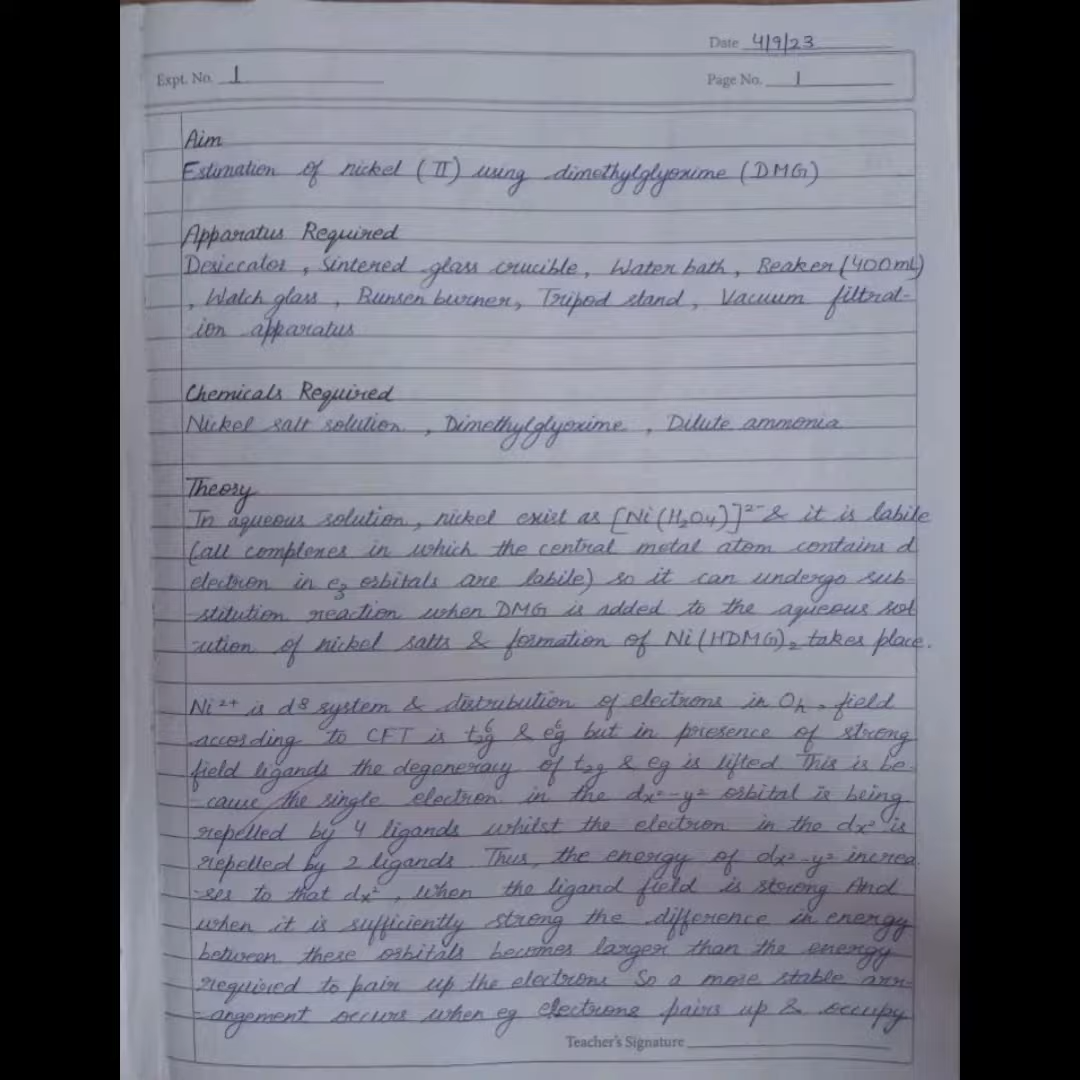 Date 4/9/23
Expt. No. 1
Page No. 1
Aim
Estimation of nickel (II) using dimethylglyoxime (DMG)
Apparatus Required
Desiccator, Sintered glass crucible, Water bath, Beaker (400mL)
, Watch glass, Bunsen burner, Tripod stand, Vacuum filtrat-
ion apparatus
Chemicals Required
Nickel salt solution, Dimethylglyoxime, Dilute ammonia
Theory
In aqueous solution, nickel exist as [Ni(H₂O₄)]²⁻ & it is labile
(all complexes in which the central metal atom contains d
electron in eg orbitals are labile) so it can undergo sub
-stitution reaction when DMG is added to the aqueous sol
-ution of nickel salts & formation of Ni(HDMG)₂ takes place.
Ni²⁺ is d⁸ system & distribution of electrons in Oh field
according to CFT is t₂g⁶ & eg⁶ but in presence of strong
field ligands the degeneracy of t₂g & eg is lifted This is be-
-cause the single electron in the dx²-y² orbital is being
repelled by 4 ligands whilst the electron in the dx² is
repelled by 2 ligands Thus, the energy of dx²-y² increa
-ses to that dx², when the ligand field is strong And
when it is sufficiently strong the difference in energy
between these orbitals becomes larger than the energy
required to pair up the electrons So a more stable arr-
-angement occurs when eg electrons pairs up & occupy
Teacher's Signature